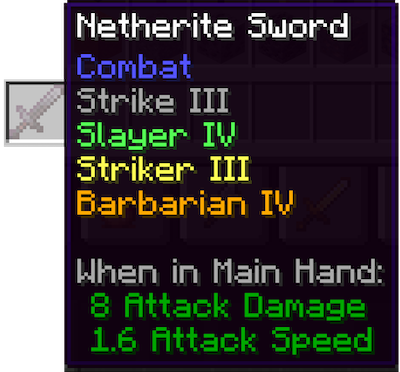 Netherite Sword
Combat
Strike III
Slayer IV
Striker III
Barbarian IV
When in Main Hand:
8 Attack Damage
1.6 Attack Speed